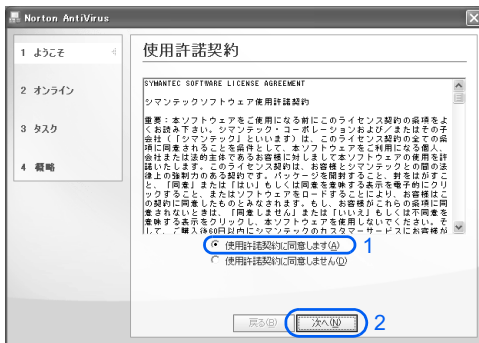 Norton AntiVirus
1 ようこそ
2 オンライン
3 タスク
4 概略
使用許諾契約
SYMANTEC SOFTWARE LICENSE AGREEMENT
シマンテックソフトウェア使用許諾契約
重要：本ソフトウェアをご使用になる前にこのライセンス契約の条項をよ
くお読み下さい。シマンテック・コーポレーションおよび／またはその子
会社（「シマンテック」といいます）は、このライセンス契約の全ての条
項に同意されることを条件として、本ソフトウェアをご利用になる個人、
会社または法的主体であるお客様に対しまして本ソフトウェアの使用を許
諾いたします。このライセンス契約は、お客様とシマンテックとの間の法
律上の強制力のある契約です。パッケージを開封すること、封をはがすこ
と、「同意」または「はい」もしくは同意を意味する表示を電子的にクリ
ックすること、またはソフトウェアをロードすることにより、お客様はこ
の契約に同意したものとみなされます。もし、お客様がこれらの条項に同
意されないときは、「同意しません」または「いいえ」もしくは不同意を
意味する表示をクリックし、本ソフトウェアを使用しないでください。そ
して、ご購入後60日以内にシマンテックのカスタマーサービスにお客様が
使用許諾契約に同意します(A) 1
使用許諾契約に同意しません(D)
戻る(B) 次へ(N) 2